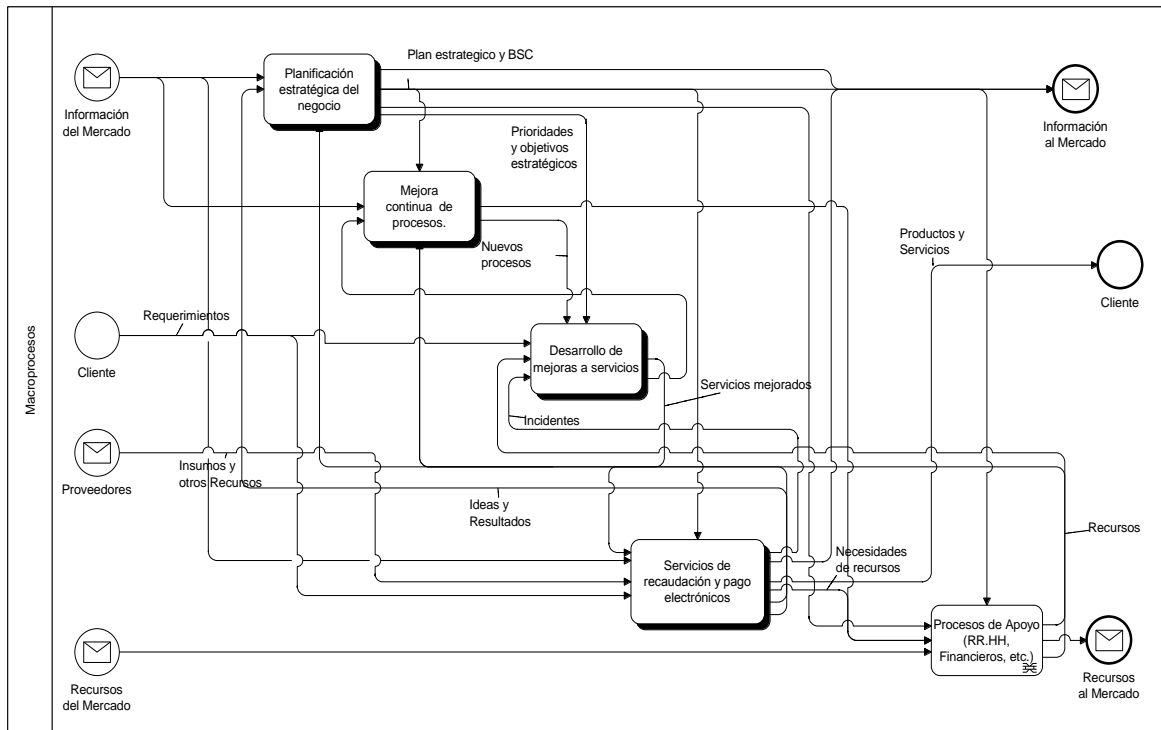 Macroprocesos
Plan estrategico y BSC
Planificación
estratégica del
negocio
Información
del Mercado
Información
al Mercado
Prioridades
y objetivos
estratégicos
Mejora
continua de
procesos.
Productos y
Servicios
Nuevos
procesos
Cliente
Requerimientos
Cliente
Desarrollo de
mejoras a servicios
Servicios mejorados
Incidentes
Proveedores
Insumos y
otros Recursos
Ideas y
Resultados
Recursos
Necesidades
de recursos
Servicios de
recaudación y pago
electrónicos
Procesos de Apoyo
(RR.HH,
Financieros, etc.)
Recursos
del Mercado
Recursos
al Mercado